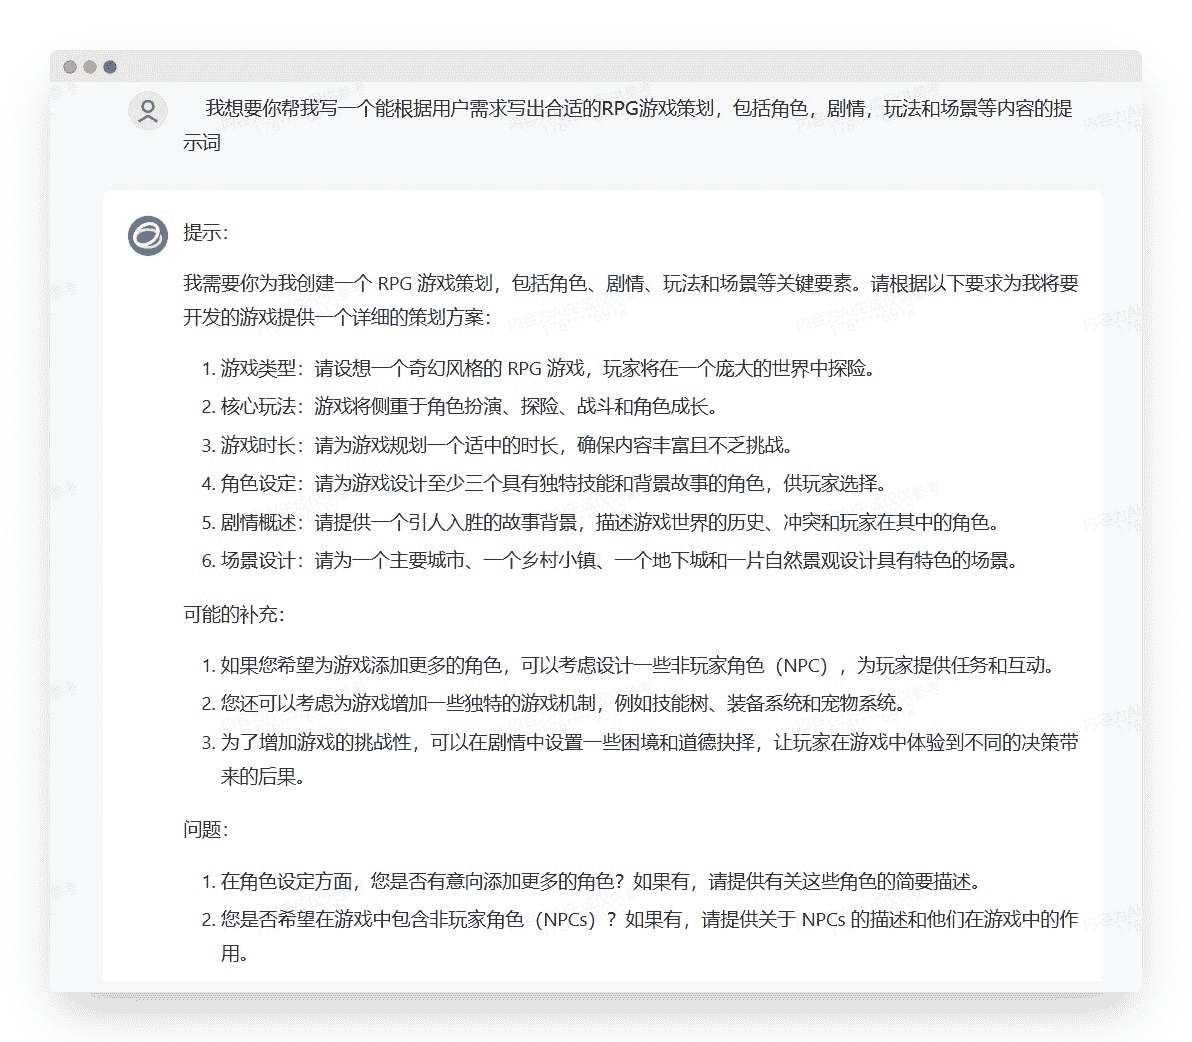 我想要你帮我写一个能根据用户需求写出合适的RPG游戏策划，包括角色，剧情，玩法和场景等内容的提
示词
提示：
我需要你为我创建一个 RPG 游戏策划，包括角色、剧情、玩法和场景等关键要素。请根据以下要求为我将要
开发的游戏提供一个详细的策划方案：
1. 游戏类型：请设想一个奇幻风格的 RPG 游戏，玩家将在一个庞大的世界中探险。
2. 核心玩法：游戏将侧重于角色扮演、探险、战斗和角色成长。
3. 游戏时长：请为游戏规划一个适中的时长，确保内容丰富且不乏挑战。
4. 角色设定：请为游戏设计至少三个具有独特技能和背景故事的角色，供玩家选择。
5. 剧情概述：请提供一个引人入胜的故事背景，描述游戏世界的历史、冲突和玩家在其中的角色。
6. 场景设计：请为一个主要城市、一个乡村小镇、一个地下城和一片自然景观设计具有特色的场景。
可能的补充：
1. 如果您希望为游戏添加更多的角色，可以考虑设计一些非玩家角色（NPC），为玩家提供任务和互动。
2. 您还可以考虑为游戏增加一些独特的游戏机制，例如技能树、装备系统和宠物系统。
3. 为了增加游戏的挑战性，可以在剧情中设置一些困境和道德抉择，让玩家在游戏中体验到不同的决策带
来的后果。
问题：
1. 在角色设定方面，您是否有意向添加更多的角色？如果有，请提供有关这些角色的简要描述。
2. 您是否希望在游戏中包含非玩家角色（NPCs）？如果有，请提供关于 NPCs 的描述和他们在游戏中的作
用。